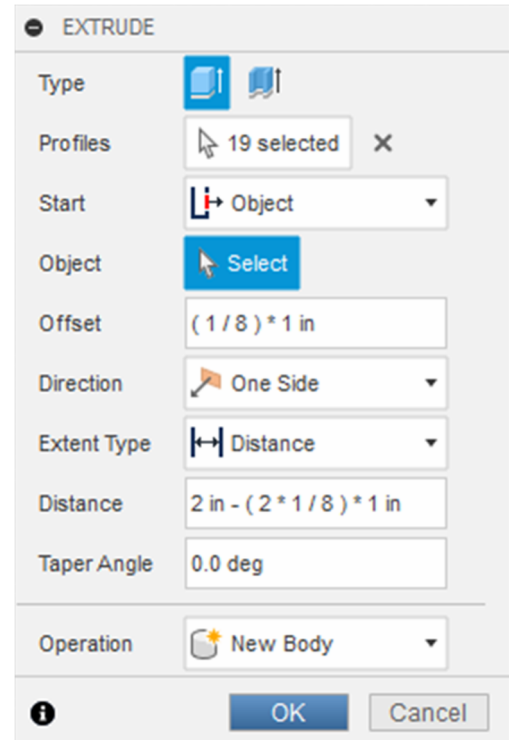 EXTRUDE
Type
Profiles 19 selected
Start Object
Object Select
Offset ( 1 / 8 ) * 1 in
Direction One Side
Extent Type Distance
Distance 2 in - ( 2 * 1 / 8 ) * 1 in
Taper Angle 0.0 deg
Operation New Body
OK Cancel